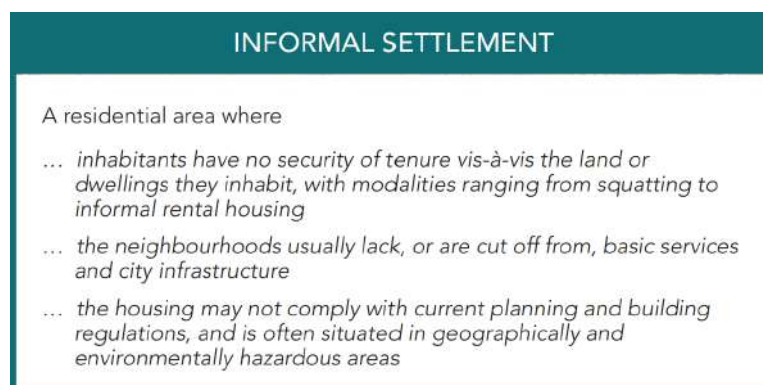 INFORMAL SETTLEMENT
A residential area where
... inhabitants have no security of tenure vis-à-vis the land or
dwellings they inhabit, with modalities ranging from squatting to
informal rental housing
... the neighbourhoods usually lack, or are cut off from, basic services
and city infrastructure
... the housing may not comply with current planning and building
regulations, and is often situated in geographically and
environmentally hazardous areas